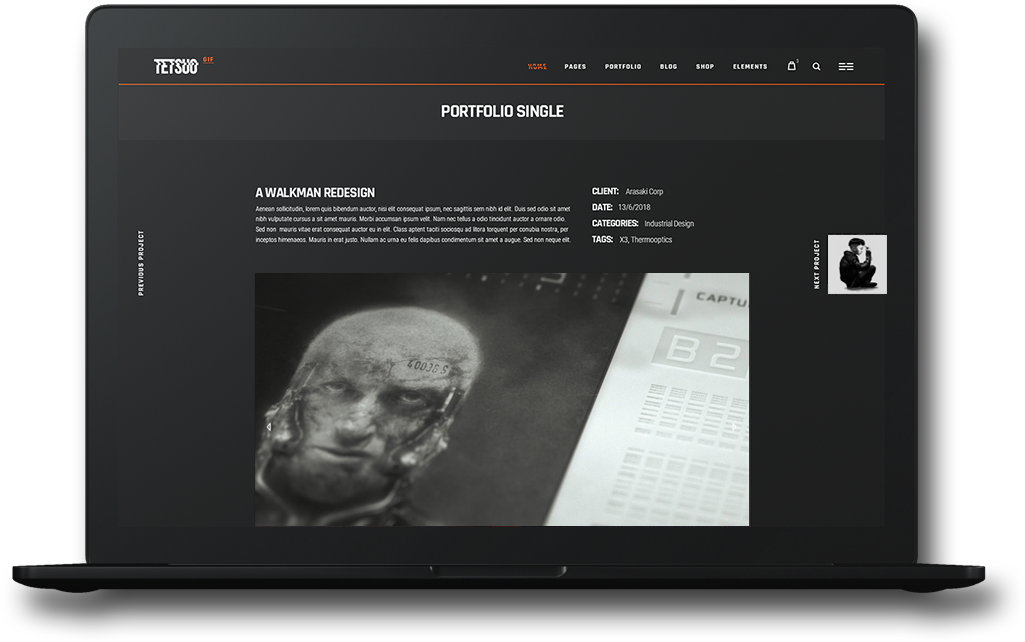 TETSUO GIF
HOME PAGES PORTFOLIO BLOG SHOP ELEMENTS
PORTFOLIO SINGLE
A WALKMAN REDESIGN
Aenean sollicitudin, lorem quis bibendum auctor, nisi elit consequat ipsum, nec sagittis sem nibh id elit. Duis sed odio sit amet
nibh vulputate cursus a sit amet mauris. Morbi accumsan ipsum velit. Nam nec tellus a odio tincidunt auctor a ornare odio.
Sed non mauris vitae erat consequat auctor eu in elit. Class aptent taciti sociosqu ad litora torquent per conubia nostra, per
inceptos himenaeos. Mauris in erat justo. Nullam ac urna eu felis dapibus condimentum sit amet a augue. Sed non neque elit.
CLIENT: Arasaki Corp
DATE: 13/6/2018
CATEGORIES: Industrial Design
TAGS: X3, Thermooptics
PREVIOUS PROJECT
NEXT PROJECT
40036 S
CAPTU
B2